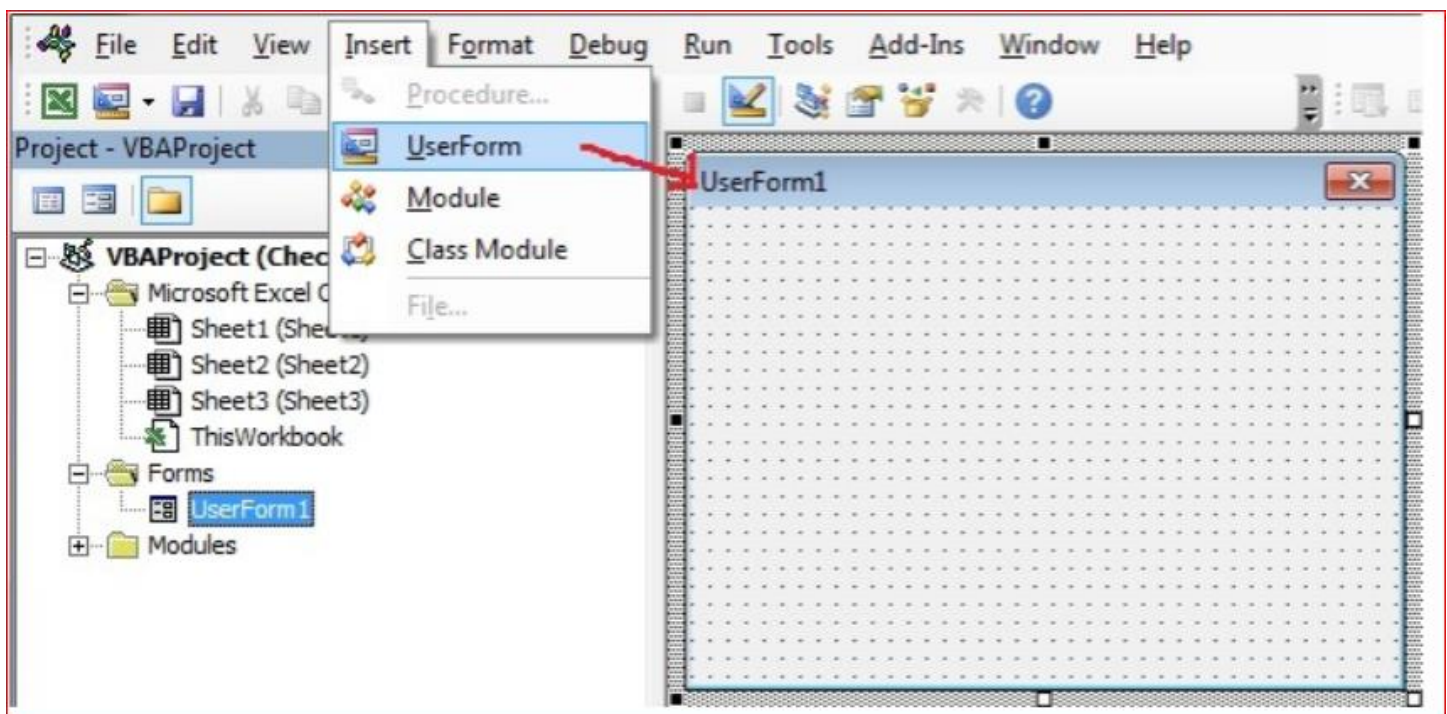 File Edit View Insert Format Debug Run Tools Add-Ins Window Help
Procedure...
Project - VBAProject
UserForm
UserForm1
Module
VBAProject (Chec
Class Module
Microsoft Excel O
File...
Sheet1 (Shee
Sheet2 (Sheet2)
Sheet3 (Sheet3)
ThisWorkbook
Forms
UserForm1
Modules